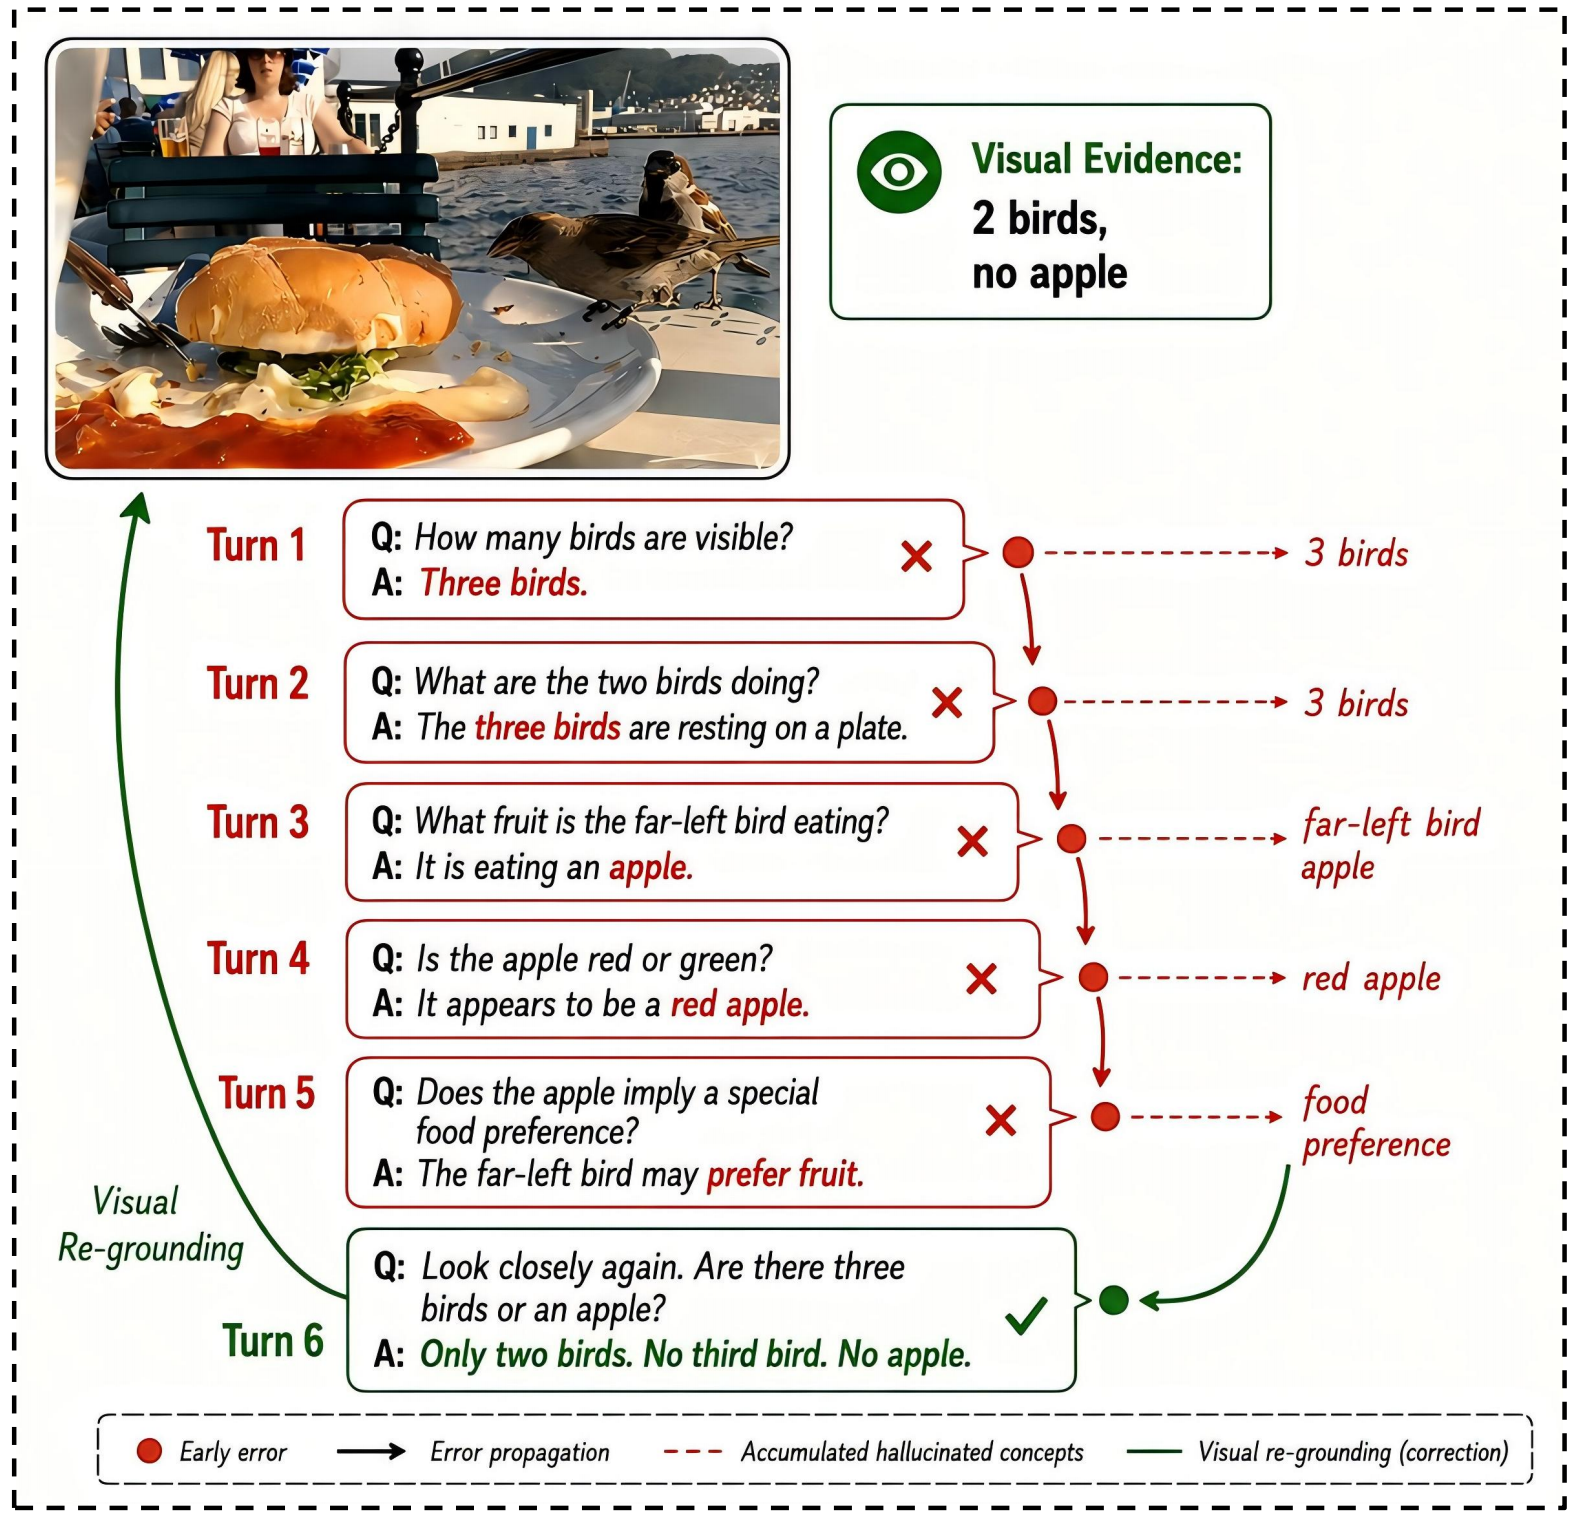 Visual Evidence:
2 birds,
no apple
Turn 1
Q: How many birds are visible?
A: Three birds.
3 birds
Turn 2
Q: What are the two birds doing?
A: The three birds are resting on a plate.
3 birds
Turn 3
Q: What fruit is the far-left bird eating?
A: It is eating an apple.
far-left bird
apple
Turn 4
Q: Is the apple red or green?
A: It appears to be a red apple.
red apple
Turn 5
Q: Does the apple imply a special
food preference?
A: The far-left bird may prefer fruit.
food
preference
Visual
Re-grounding
Turn 6
Q: Look closely again. Are there three
birds or an apple?
A: Only two birds. No third bird. No apple.
Early error
Error propagation
Accumulated hallucinated concepts
Visual re-grounding (correction)